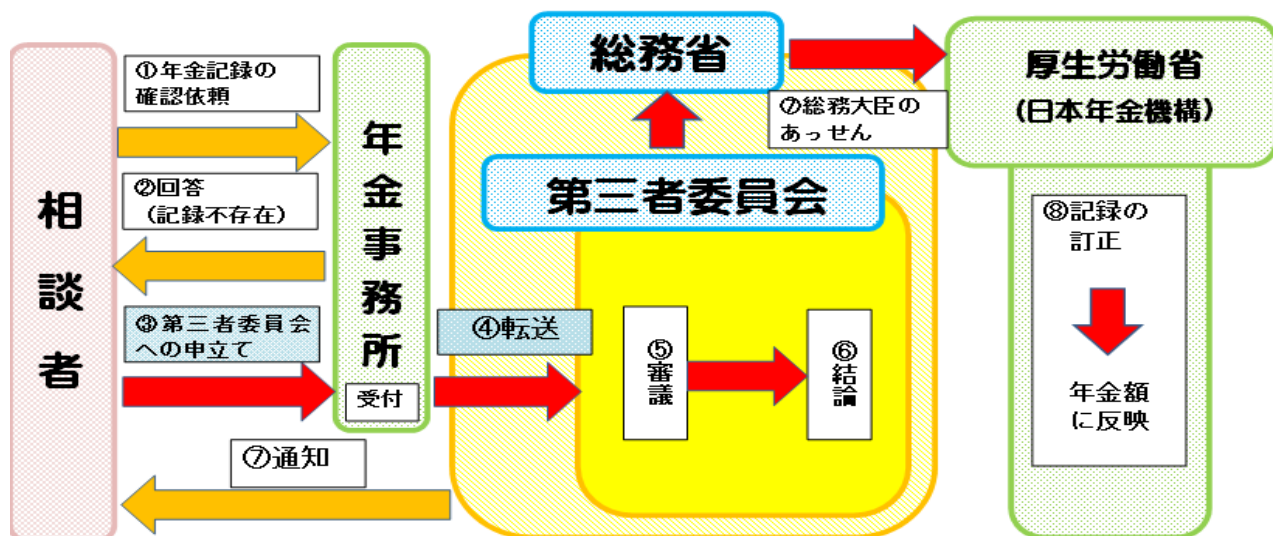 総務省
厚生労働省
(日本年金機構)
①年金記録の
確認依頼
⑦総務大臣の
あっせん
年金事務所
第三者委員会
②回答
(記録不存在)
相談者
⑧記録の
訂正
③第三者委員会
への申立て
④転送
⑤審議
⑥結論
受付
年金額
に反映
⑦通知